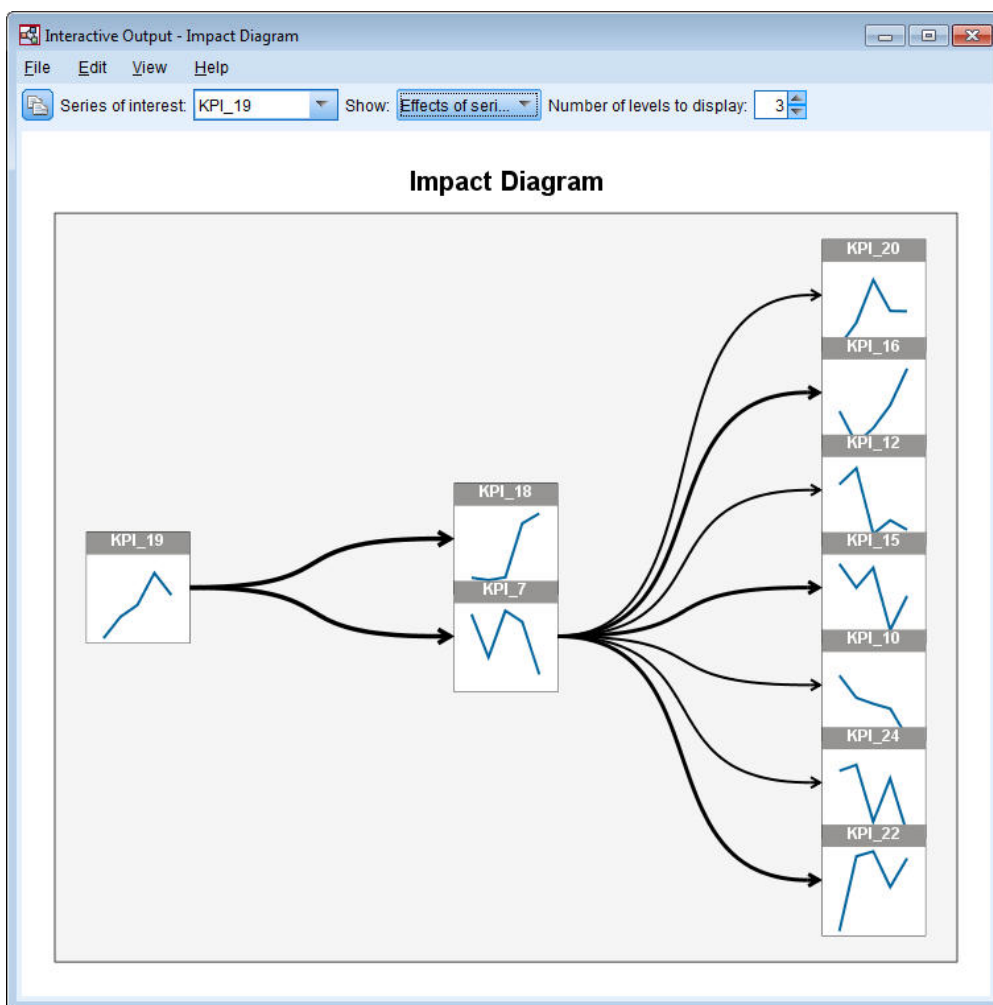 Interactive Output - Impact Diagram
File Edit View Help
Series of interest: KPI_19 Show: Effects of seri... Number of levels to display: 3
Impact Diagram
KPI_20
KPI_16
KPI_12
KPI_18
KPI_19
KPI_15
KPI_7
KPI_10
KPI_24
KPI_22